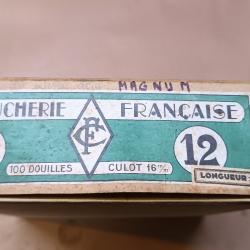 MAGNUM
UCHERIE FRANÇAISE
CF
12
100 DOUILLES CULOT 16 m/m
LONGUEUR